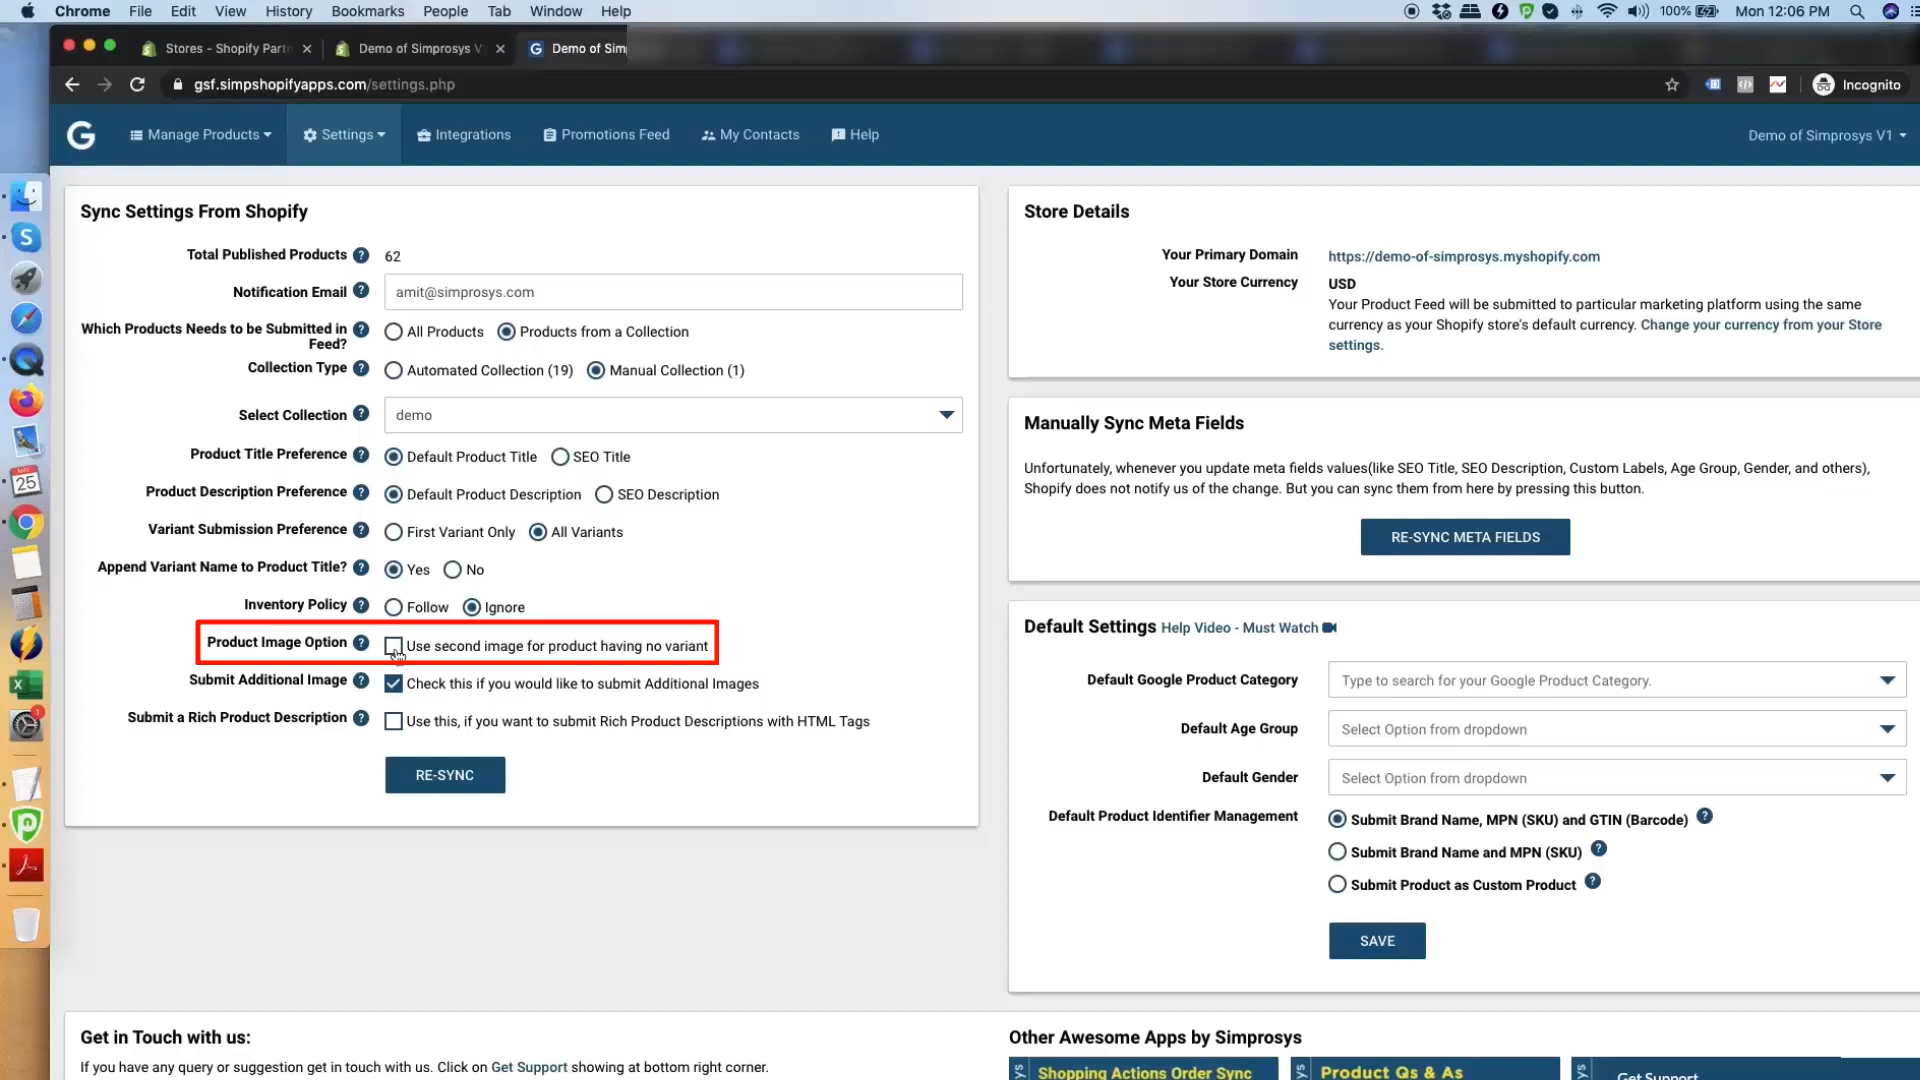 Chrome File Edit View History Bookmarks People Tab Window Help 100% Mon 12:06 PM
Stores - Shopify Part Demo of Simprosys V Demo of Sim
gsf.simpshopifyapps.com/settings.php Incognito
G Manage Products Settings Integrations Promotions Feed My Contacts Help Demo of Simprosys V1
Sync Settings From Shopify
Total Published Products ? 62
Notification Email ? amit@simprosys.com
Which Products Needs to be Submitted in
Feed? ? All Products Products from a Collection
Collection Type ? Automated Collection (19) Manual Collection (1)
Select Collection ? demo
Product Title Preference ? Default Product Title SEO Title
Product Description Preference ? Default Product Description SEO Description
Variant Submission Preference ? First Variant Only All Variants
Append Variant Name to Product Title? ? Yes No
Inventory Policy ? Follow Ignore
Product Image Option ? Use second image for product having no variant
Submit Additional Image ? Check this if you would like to submit Additional Images
Submit a Rich Product Description ? Use this, if you want to submit Rich Product Descriptions with HTML Tags
RE-SYNC
Store Details
Your Primary Domain https://demo-of-simprosys.myshopify.com
Your Store Currency USD
Your Product Feed will be submitted to particular marketing platform using the same
currency as your Shopify store's default currency. Change your currency from your Store
settings.
Manually Sync Meta Fields
Unfortunately, whenever you update meta fields values(like SEO Title, SEO Description, Custom Labels, Age Group, Gender, and others),
Shopify does not notify us of the change. But you can sync them from here by pressing this button.
RE-SYNC META FIELDS
Default Settings Help Video - Must Watch
Default Google Product Category Type to search for your Google Product Category.
Default Age Group Select Option from dropdown
Default Gender Select Option from dropdown
Default Product Identifier Management Submit Brand Name, MPN (SKU) and GTIN (Barcode) ?
Submit Brand Name and MPN (SKU) ?
Submit Product as Custom Product ?
SAVE
Get in Touch with us:
If you have any query or suggestion get in touch with us. Click on Get Support showing at bottom right corner.
Other Awesome Apps by Simprosys
Shopping Actions Order Sync Product Qs & As Get Support
S
MAY
25
1